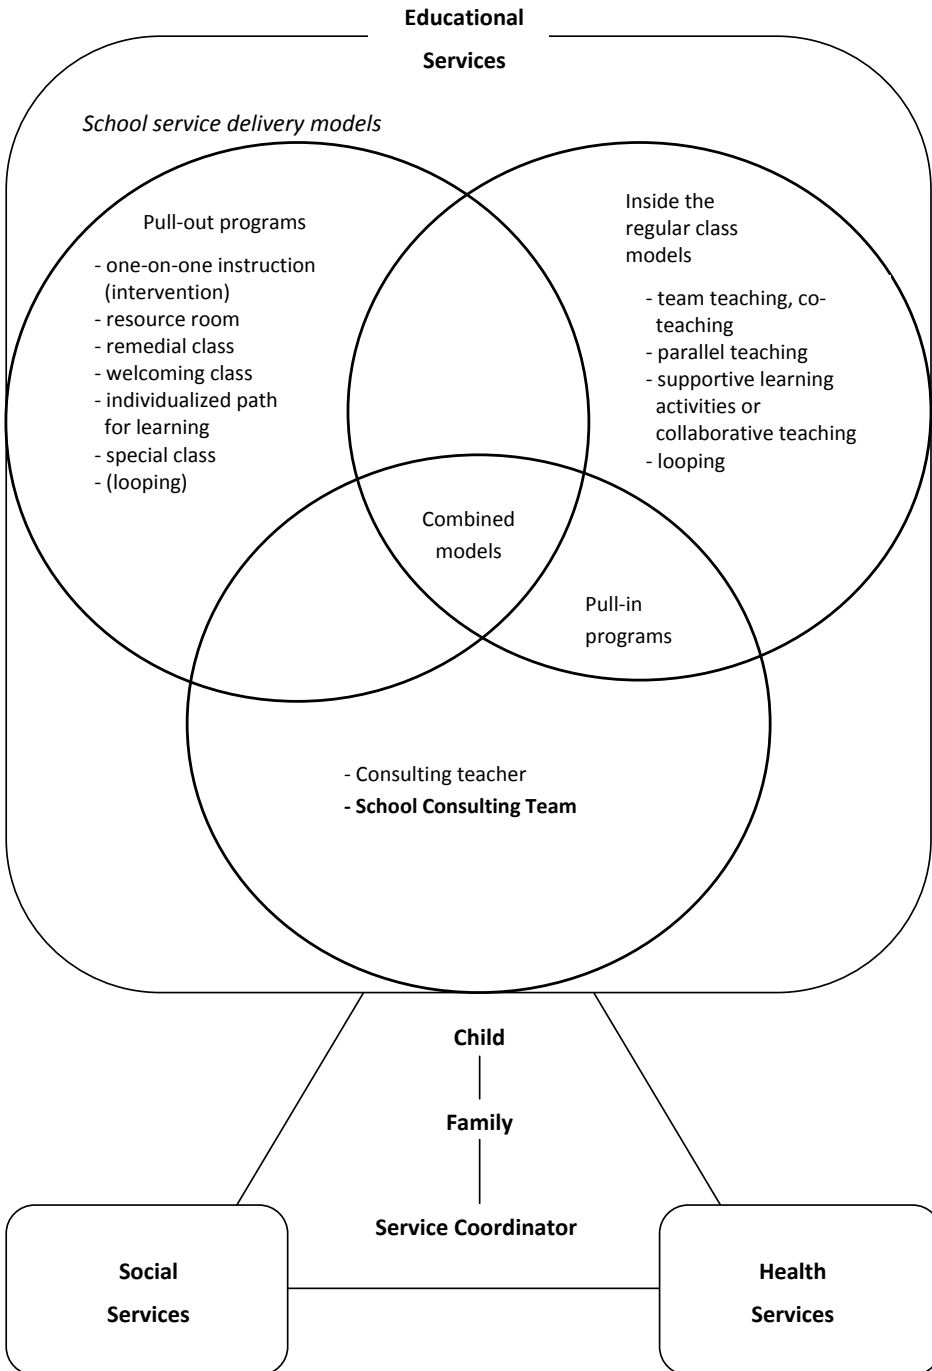 Educational
Services
School service delivery models
Pull-out programs
- one-on-one instruction
(intervention)
- resource room
- remedial class
- welcoming class
- individualized path
for learning
- special class
- (looping)
Inside the
regular class
models
- team teaching, co-
teaching
- parallel teaching
- supportive learning
activities or
collaborative teaching
- looping
Combined
models
Pull-in
programs
- Consulting teacher
- School Consulting Team
Child
Family
Service Coordinator
Social
Services
Health
Services